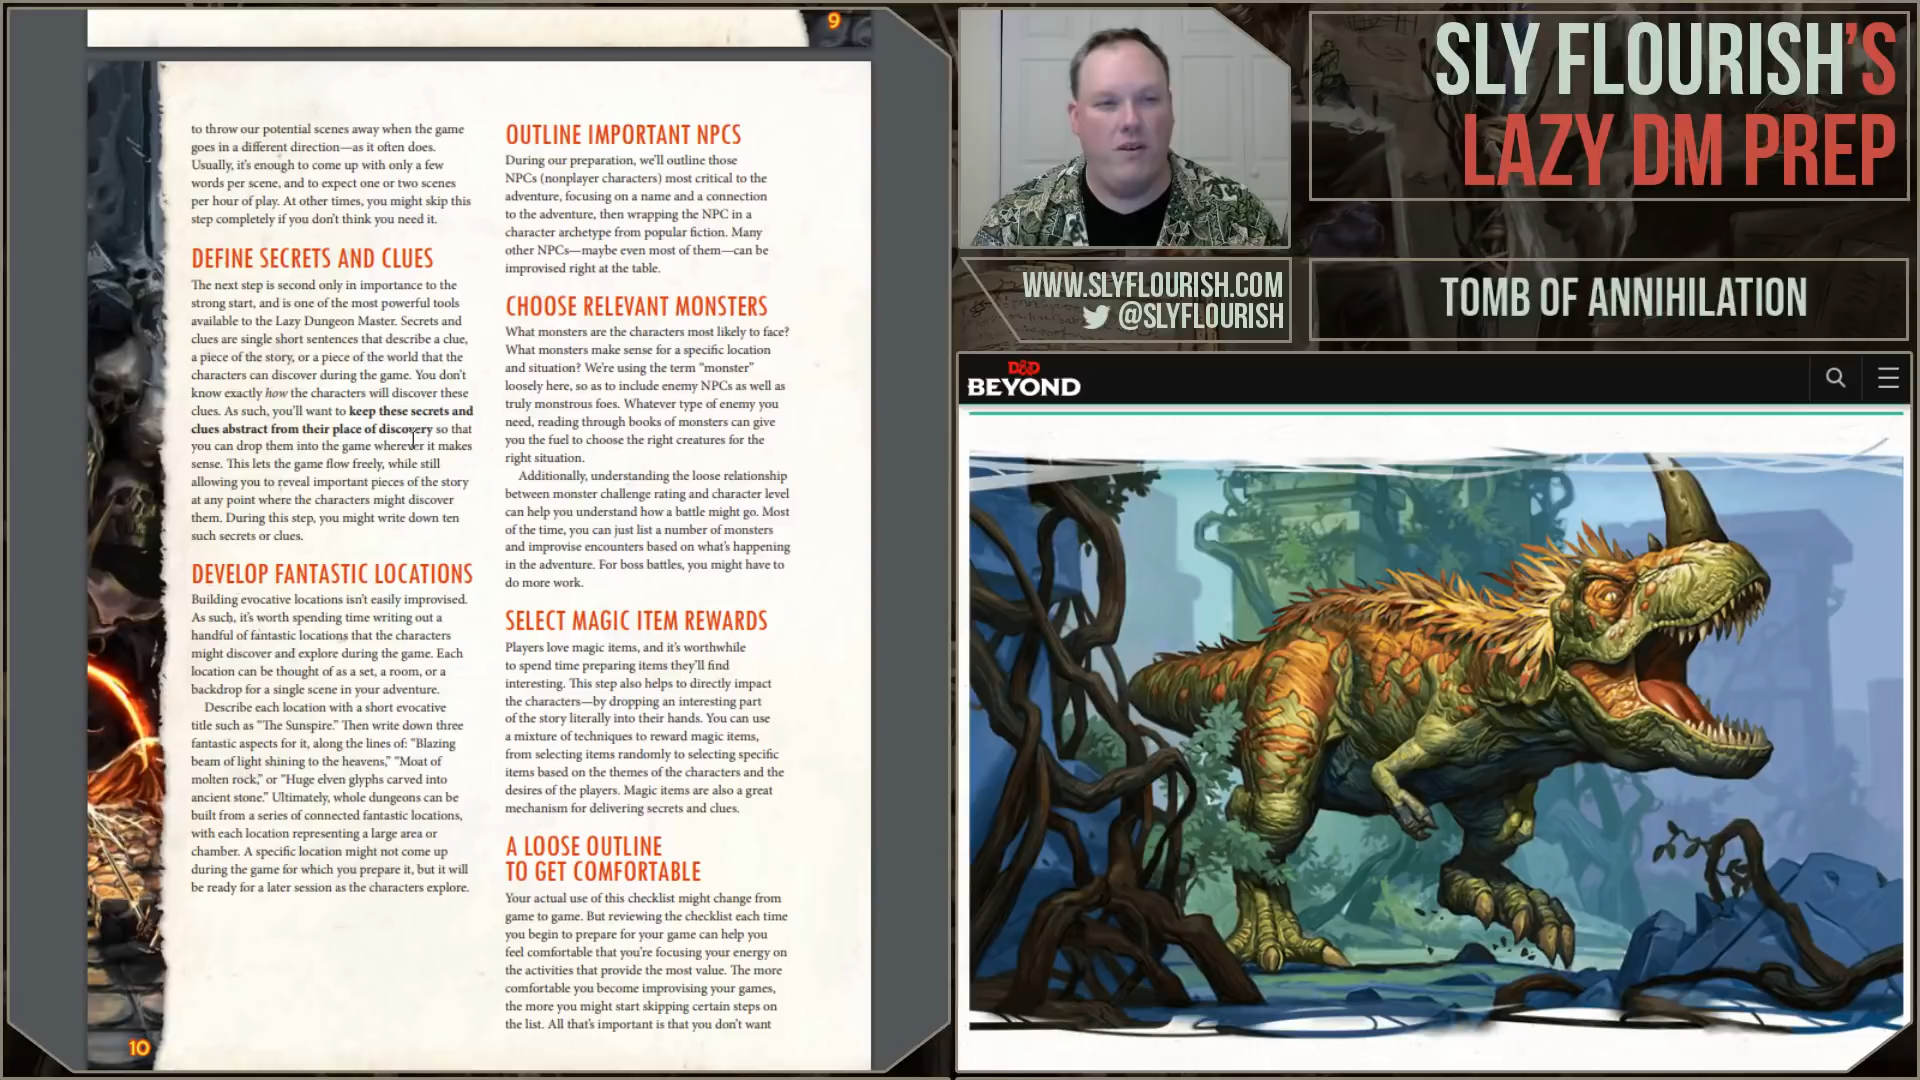 9
to throw our potential scenes away when the game
goes in a different direction—as it often does.
Usually, it's enough to come up with only a few
words per scene, and to expect one or two scenes
per hour of play. At other times, you might skip this
step completely if you don't think you need it.
DEFINE SECRETS AND CLUES
The next step is second only in importance to the
strong start, and is one of the most powerful tools
available to the Lazy Dungeon Master. Secrets and
clues are single short sentences that describe a clue,
a piece of the story, or a piece of the world that the
characters can discover during the game. You don't
know exactly how the characters will discover these
clues. As such, you'll want to keep these secrets and
clues abstract from their place of discovery so that
you can drop them into the game wherever it makes
sense. This lets the game flow freely, while still
allowing you to reveal important pieces of the story
at any point where the characters might discover
them. During this step, you might write down ten
such secrets or clues.
DEVELOP FANTASTIC LOCATIONS
Building evocative locations isn't easily improvised.
As such, it's worth spending time writing out a
handful of fantastic locations that the characters
might discover and explore during the game. Each
location can be thought of as a set, a room, or a
backdrop for a single scene in your adventure.
Describe each location with a short evocative
title such as "The Sunspire." Then write down three
fantastic aspects for it, along the lines of: "Blazing
beam of light shining to the heavens," "Moat of
molten rock," or "Huge elven glyphs carved into
ancient stone." Ultimately, whole dungeons can be
built from a series of connected fantastic locations,
with each location representing a large area or
chamber. A specific location might not come up
during the game for which you prepare it, but it will
be ready for a later session as the characters explore.
10
OUTLINE IMPORTANT NPCS
During our preparation, we'll outline those
NPCs (nonplayer characters) most critical to the
adventure, focusing on a name and a connection
to the adventure, then wrapping the NPC in a
character archetype from popular fiction. Many
other NPCs—maybe even most of them—can be
improvised right at the table.
CHOOSE RELEVANT MONSTERS
What monsters are the characters most likely to face?
What monsters make sense for a specific location
and situation? We're using the term "monster"
loosely here, so as to include enemy NPCs as well as
truly monstrous foes. Whatever type of enemy you
need, reading through books of monsters can give
you the fuel to choose the right creatures for the
right situation.
Additionally, understanding the loose relationship
between monster challenge rating and character level
can help you understand how a battle might go. Most
of the time, you can just list a number of monsters
and improvise encounters based on what's happening
in the adventure. For boss battles, you might have to
do more work.
SELECT MAGIC ITEM REWARDS
Players love magic items, and it's worthwhile
to spend time preparing items they'll find
interesting. This step also helps to directly impact
the characters—by dropping an interesting part
of the story literally into their hands. You can use
a mixture of techniques to reward magic items,
from selecting items randomly to selecting specific
items based on the themes of the characters and the
desires of the players. Magic items are also a great
mechanism for delivering secrets and clues.
A LOOSE OUTLINE
TO GET COMFORTABLE
Your actual use of this checklist might change from
game to game. But reviewing the checklist each time
you begin to prepare for your game can help you
feel comfortable that you're focusing your energy on
the activities that provide the most value. The more
comfortable you become improvising your games,
the more you might start skipping certain steps on
the list. All that's important is that you don't want
SLY FLOURISH'S
LAZY DM PREP
WWW.SLYFLOURISH.COM
@SLYFLOURISH
TOMB OF ANNIHILATION
D&D
BEYOND